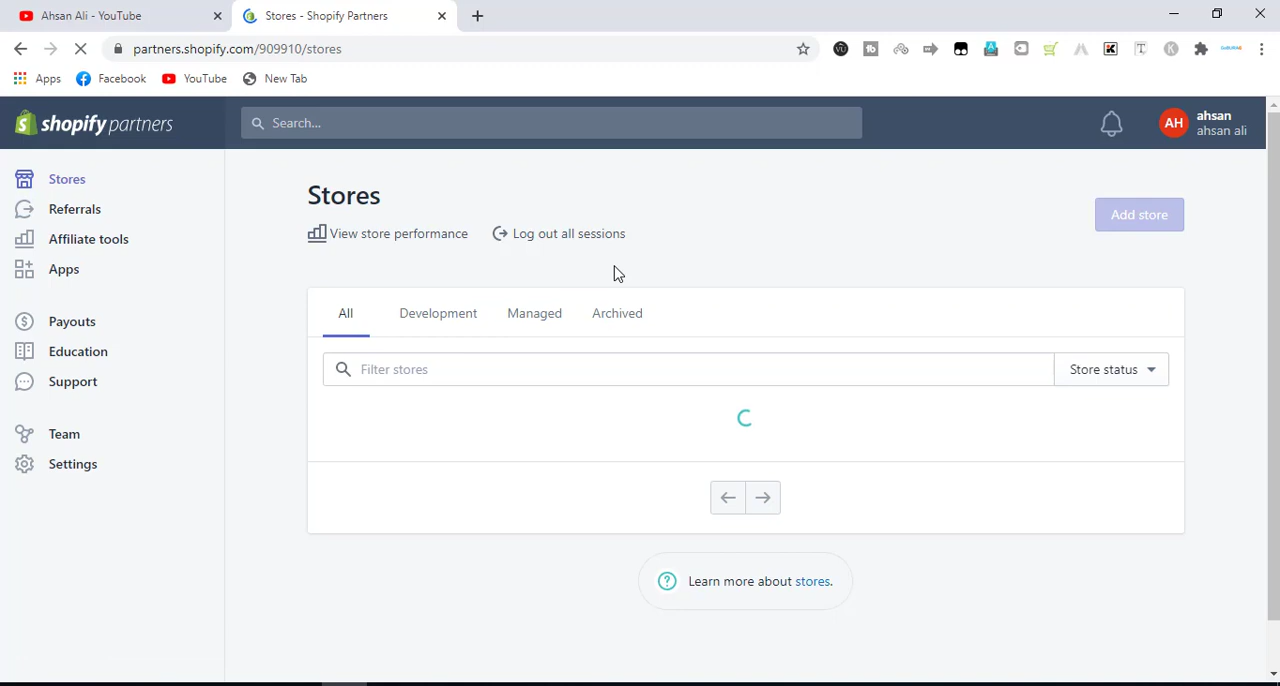 Ahsan Ali - YouTube
Stores - Shopify Partners
partners.shopify.com/909910/stores
Apps
Facebook
YouTube
New Tab
shopify partners
Search...
AH
ahsan
ahsan ali
Stores
Referrals
Affiliate tools
Apps
Payouts
Education
Support
Team
Settings
Stores
View store performance
Log out all sessions
Add store
All
Development
Managed
Archived
Filter stores
Store status
Learn more about stores.